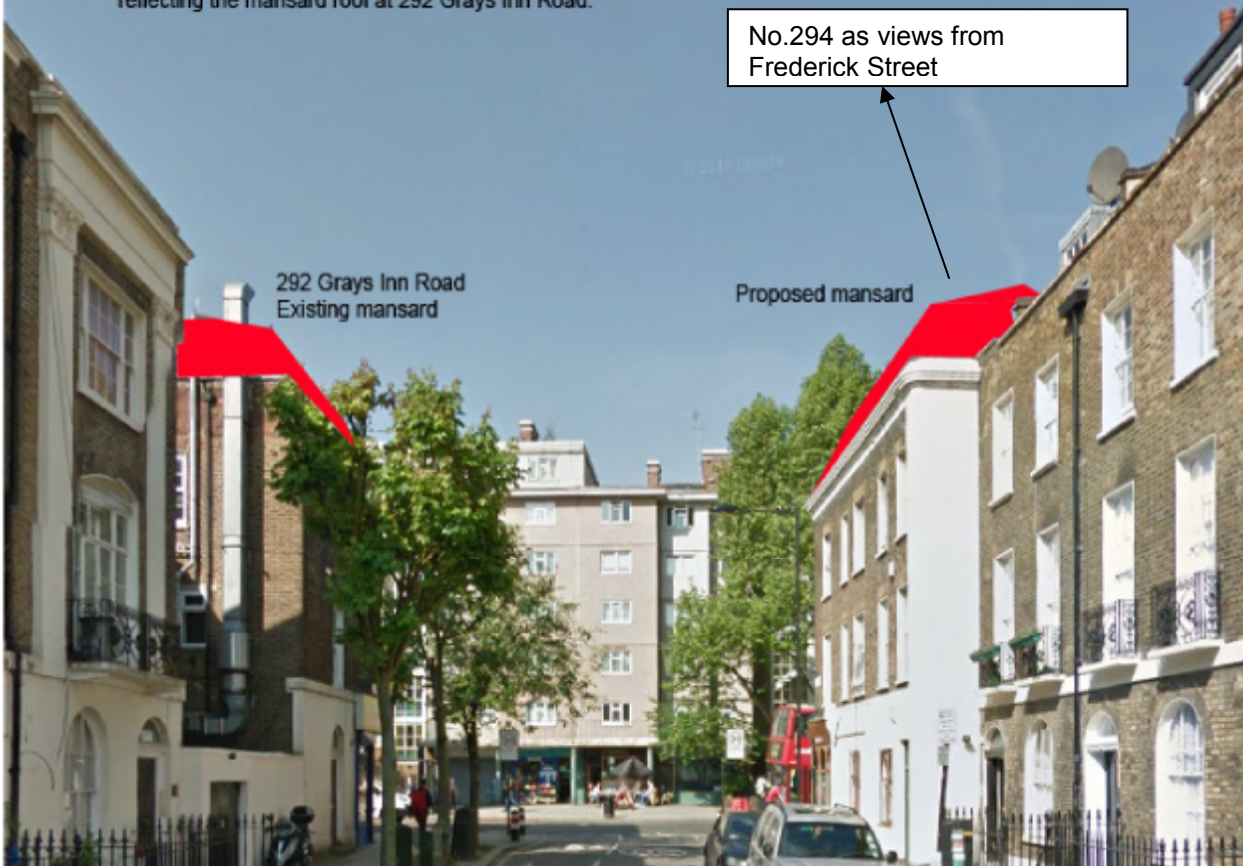 reflecting the mansard roof at 292 Grays Inn Road.
No.294 as views from
Frederick Street
292 Grays Inn Road
Existing mansard
Proposed mansard